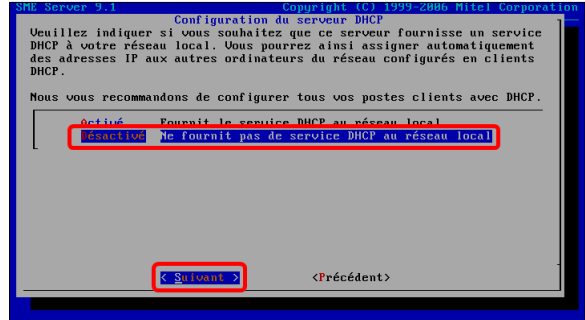 SME Server 9.1 Copyright (C) 1999-2006 Mitel Corporation
Configuration du serveur DHCP
Veuillez indiquer si vous souhaitez que ce serveur fournisse un service
DHCP à votre réseau local. Vous pourrez ainsi assigner automatiquement
des adresses IP aux autres ordinateurs du réseau configurés en clients
DHCP.
Nous vous recommandons de configurer tous vos postes clients avec DHCP.
Activé Fournit le service DHCP au réseau local
Désactivé Ne fournit pas de service DHCP au réseau local
< Suivant > <Précédent>